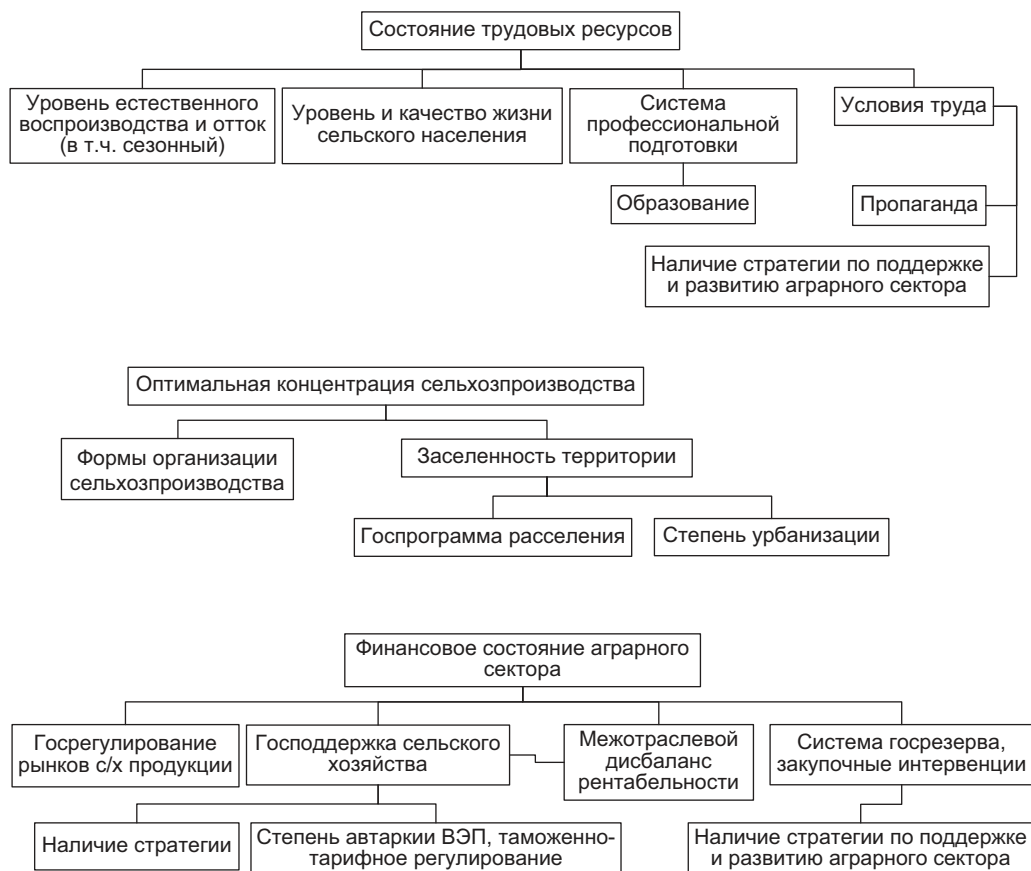 Состояние трудовых ресурсов
Уровень естественного
воспроизводства и отток
(в т.ч. сезонный)
Уровень и качество жизни
сельского населения
Система
профессиональной
подготовки
Условия труда
Образование
Пропаганда
Наличие стратегии по поддержке
и развитию аграрного сектора
Оптимальная концентрация сельхозпроизводства
Формы организации
сельхозпроизводства
Заселенность территории
Госпрограмма расселения
Степень урбанизации
Финансовое состояние аграрного
сектора
Госрегулирование
рынков с/х продукции
Господдержка сельского
хозяйства
Межотраслевой
дисбаланс
рентабельности
Система госрезерва,
закупочные интервенции
Наличие стратегии
Степень автаркии ВЭП, таможенно-
тарифное регулирование
Наличие стратегии по поддержке
и развитию аграрного сектора